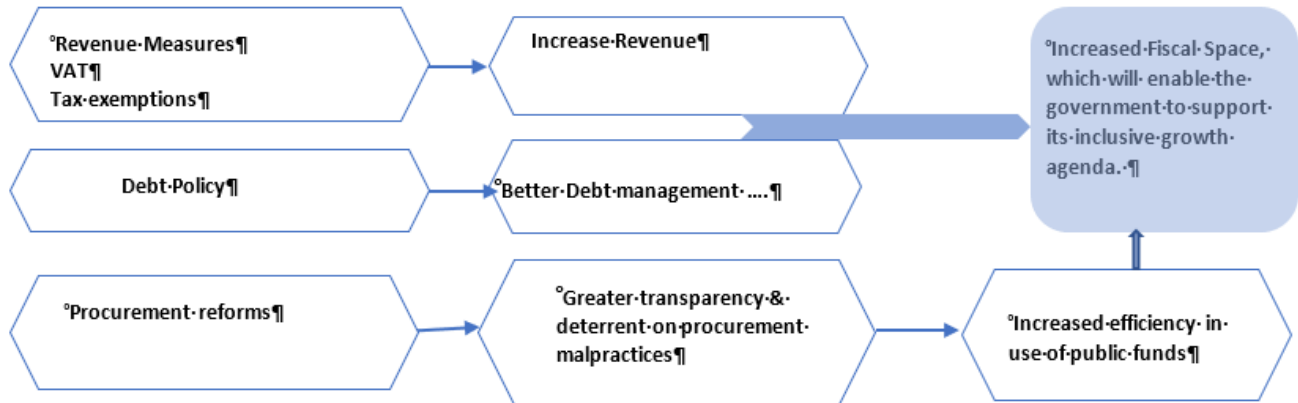 °Revenue·Measures¶
VAT¶
Tax·exemptions¶
Increase·Revenue¶
°Increased·Fiscal·Space,·
which·will·enable·the·
government·to·support·
its·inclusive·growth·
agenda.·¶
Debt·Policy¶
°Better·Debt·management·....¶
°Procurement·reforms¶
°Greater·transparency·&·
deterrent·on·procurement·
malpractices¶
°Increased·efficiency·in·
use·of·public·funds¶